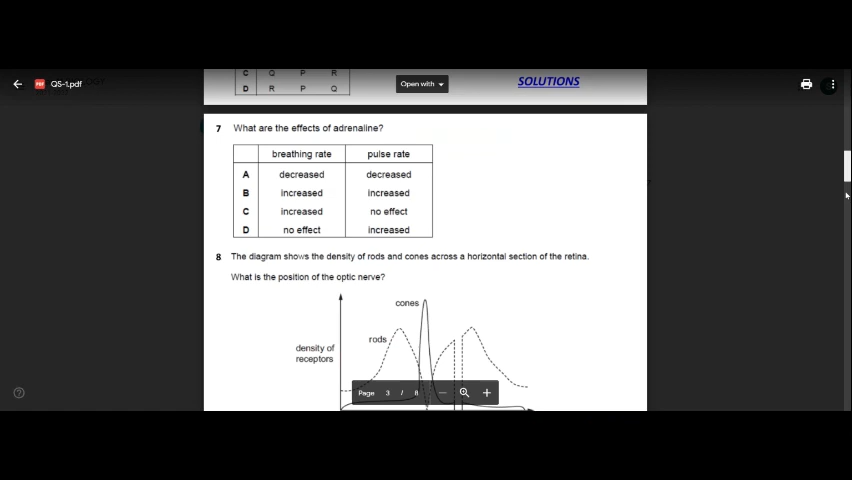 QS-1.pdf
Open with
C Q P R
D R P Q
SOLUTIONS
7 What are the effects of adrenaline?
breathing rate pulse rate
A decreased decreased
B increased increased
C increased no effect
D no effect increased
8 The diagram shows the density of rods and cones across a horizontal section of the retina.
What is the position of the optic nerve?
cones
rods
density of
receptors
Page 3 / 8